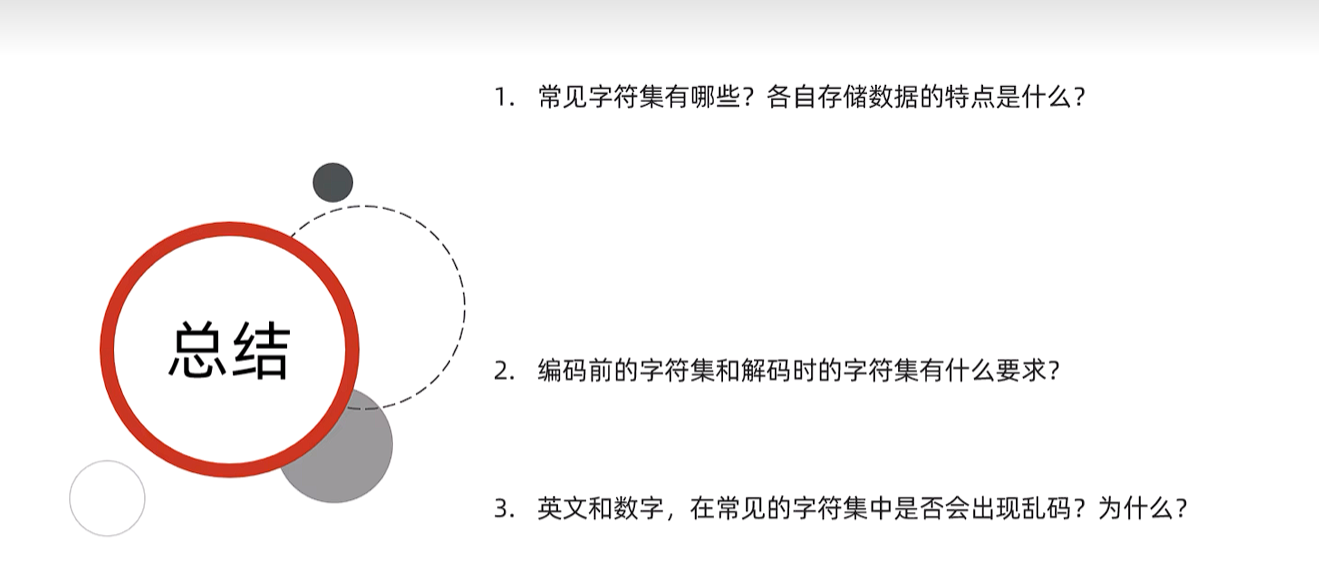 1. 常见字符集有哪些？各自存储数据的特点是什么？
总结
2. 编码前的字符集和解码时的字符集有什么要求？
3. 英文和数字，在常见的字符集中是否会出现乱码？为什么？